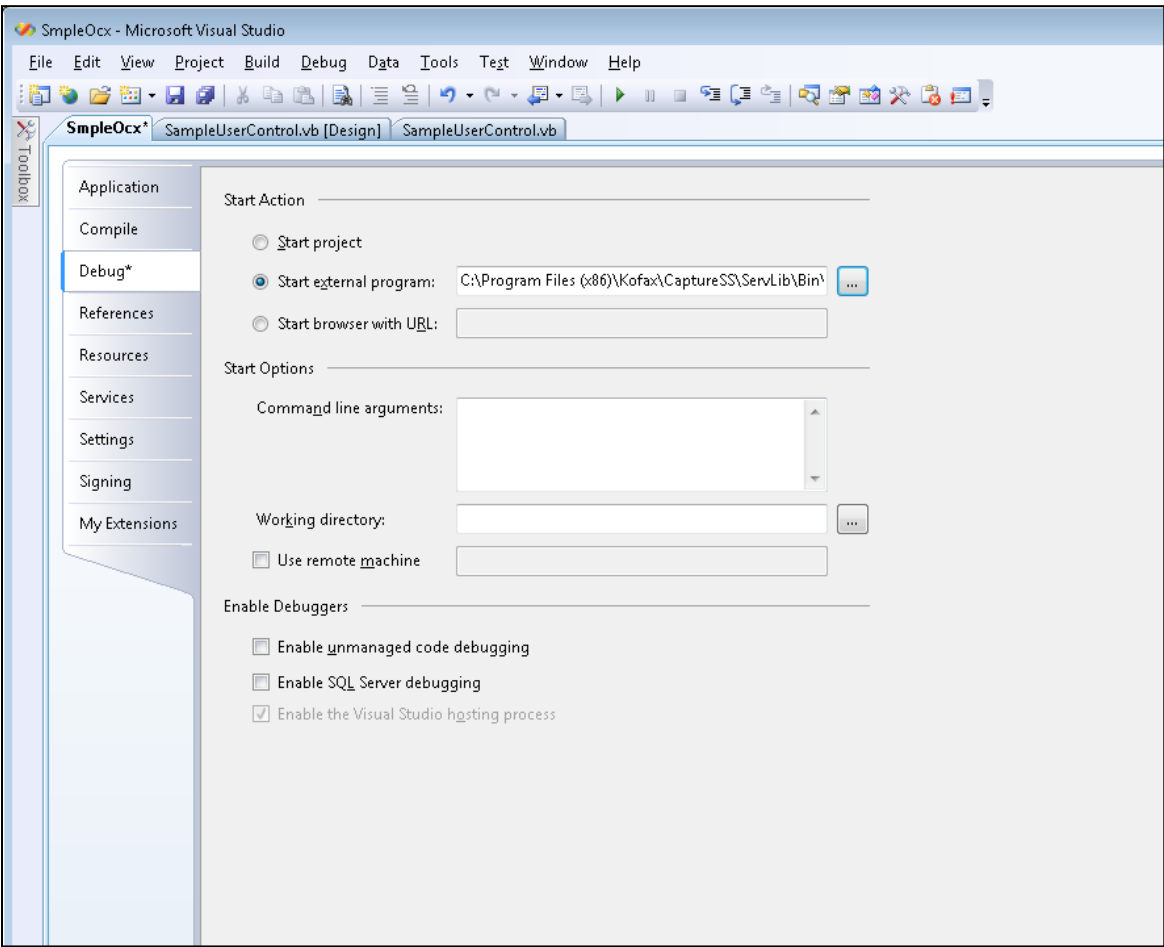 SmpleOcx - Microsoft Visual Studio
File Edit View Project Build Debug Data Tools Test Window Help
Toolbox
SmpleOcx* SampleUserControl.vb [Design] SampleUserControl.vb
Application
Compile
Debug*
References
Resources
Services
Settings
Signing
My Extensions
Start Action
Start project
Start external program: C:\Program Files (x86)\Kofax\CaptureSS\ServLib\Bin\ ...
Start browser with URL:
Start Options
Command line arguments:
Working directory: ...
Use remote machine
Enable Debuggers
Enable unmanaged code debugging
Enable SQL Server debugging
Enable the Visual Studio hosting process